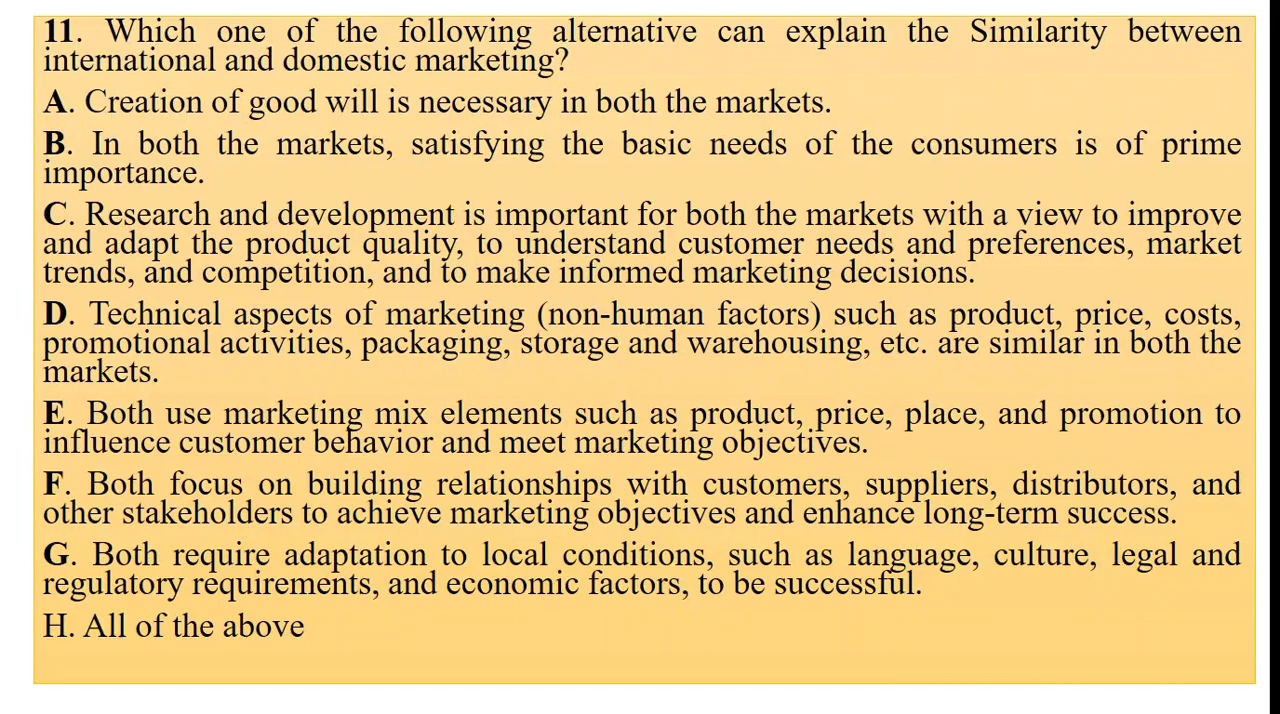 11. Which one of the following alternative can explain the Similarity between
international and domestic marketing?
A. Creation of good will is necessary in both the markets.
B. In both the markets, satisfying the basic needs of the consumers is of prime
importance.
C. Research and development is important for both the markets with a view to improve
and adapt the product quality, to understand customer needs and preferences, market
trends, and competition, and to make informed marketing decisions.
D. Technical aspects of marketing (non-human factors) such as product, price, costs,
promotional activities, packaging, storage and warehousing, etc. are similar in both the
markets.
E. Both use marketing mix elements such as product, price, place, and promotion to
influence customer behavior and meet marketing objectives.
F. Both focus on building relationships with customers, suppliers, distributors, and
other stakeholders to achieve marketing objectives and enhance long-term success.
G. Both require adaptation to local conditions, such as language, culture, legal and
regulatory requirements, and economic factors, to be successful.
H. All of the above